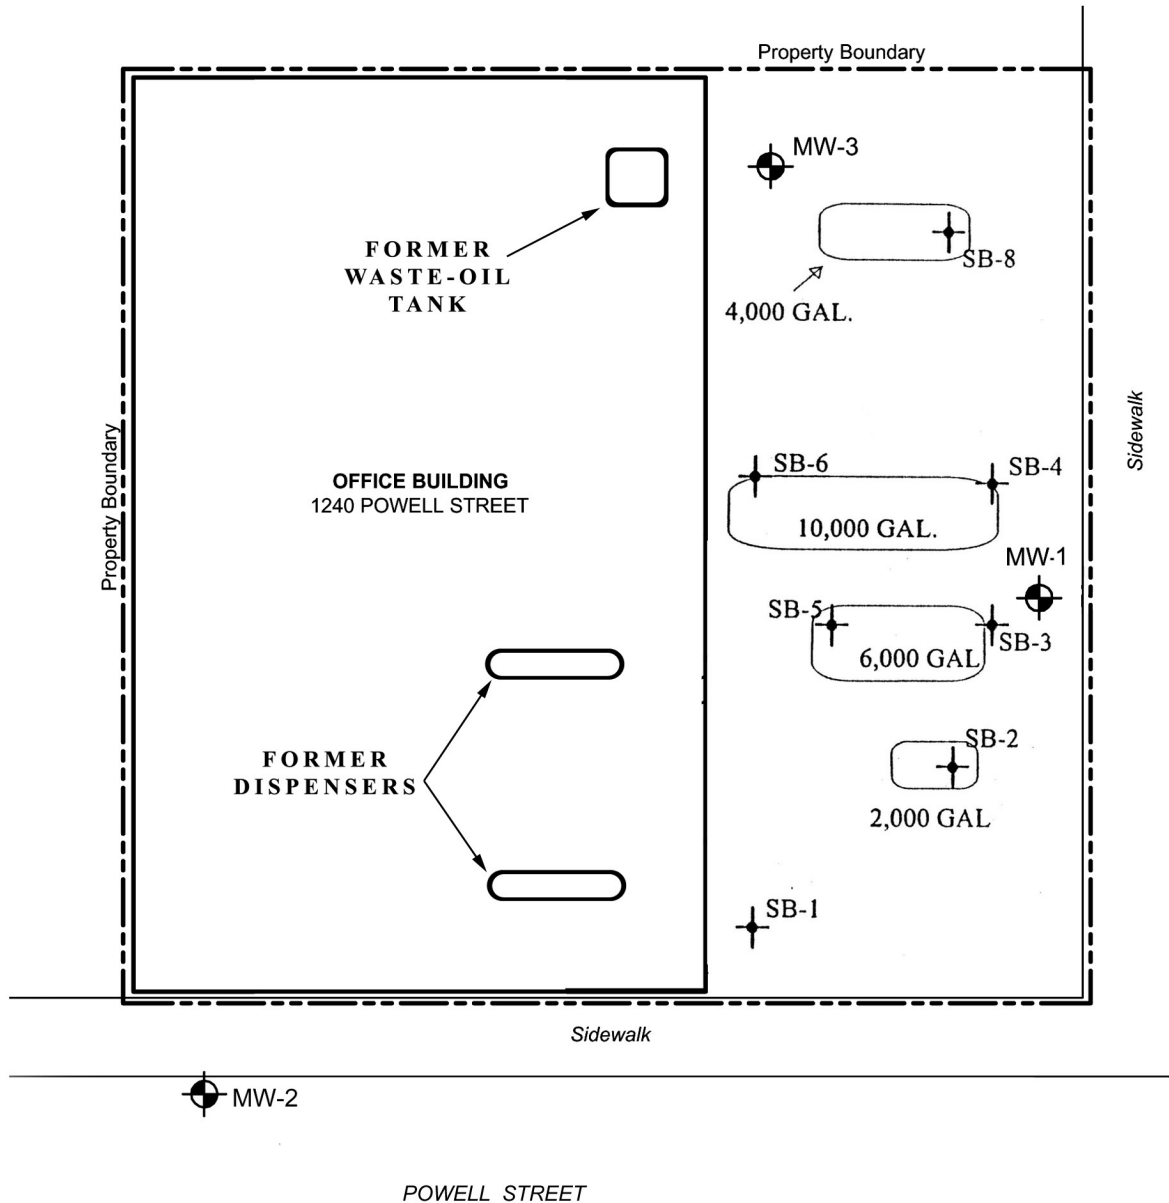 Property Boundary
MW-3
FORMER
WASTE-OIL
TANK
SB-8
4,000 GAL.
Property Boundary
Sidewalk
OFFICE BUILDING
1240 POWELL STREET
SB-6
SB-4
10,000 GAL.
MW-1
SB-5
SB-3
6,000 GAL
FORMER
DISPENSERS
SB-2
2,000 GAL
SB-1
Sidewalk
MW-2
POWELL STREET